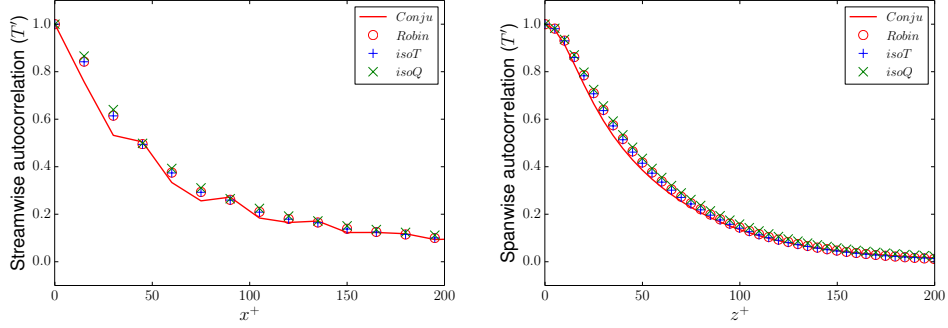 Streamwise autocorrelation (T′)
1.0
0.8
0.6
0.4
0.2
0.0
0
50
100
150
200
x+
Conju
Robin
isoT
isoQ
Spanwise autocorrelation (T′)
1.0
0.8
0.6
0.4
0.2
0.0
0
50
100
150
200
z+
Conju
Robin
isoT
isoQ